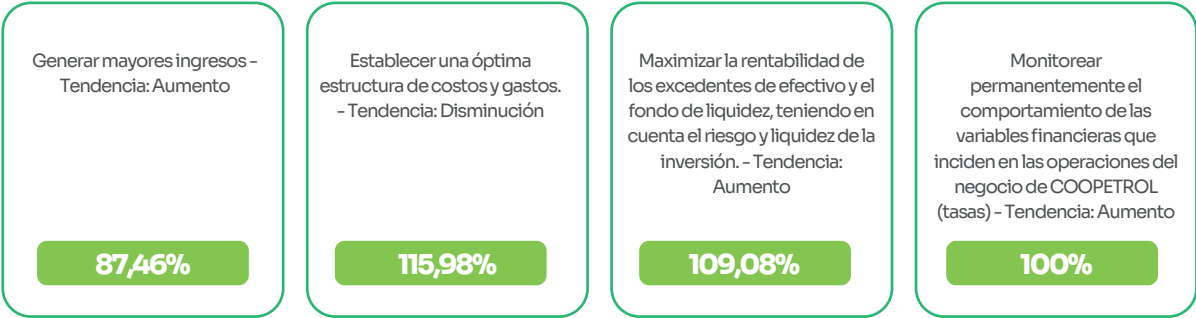 Generar mayores ingresos -
Tendencia: Aumento
87,46%
Establecer una óptima
estructura de costos y gastos.
- Tendencia: Disminución
115,98%
Maximizar la rentabilidad de
los excedentes de efectivo y el
fondo de liquidez, teniendo en
cuenta el riesgo y liquidez de la
inversión. - Tendencia:
Aumento
109,08%
Monitorear
permanentemente el
comportamiento de las
variables financieras que
inciden en las operaciones del
negocio de COOPETROL
(tasas) - Tendencia: Aumento
100%